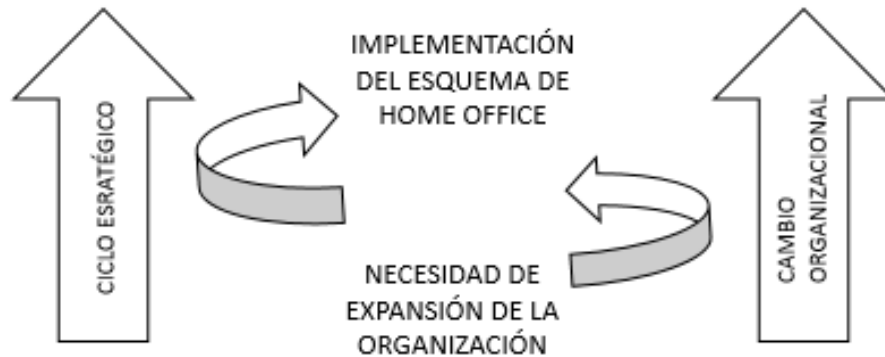 CICLO ESRATÉGICO
IMPLEMENTACIÓN
DEL ESQUEMA DE
HOME OFFICE
NECESIDAD DE
EXPANSIÓN DE LA
ORGANIZACIÓN
CAMBIO
ORGANIZACIONAL